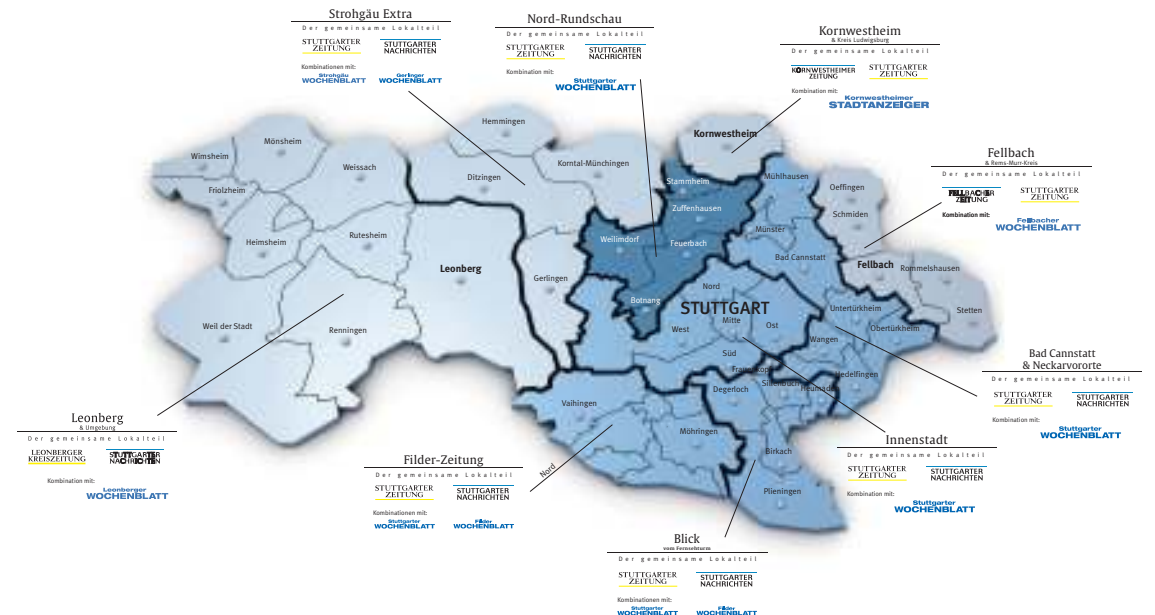 Strohgäu Extra
Der gemeinsame Lokalteil
STUTTGARTER
ZEITUNG
STUTTGARTER
NACHRICHTEN
Kombinationen mit:
Strohgäu
WOCHENBLATT
Gerlinger
WOCHENBLATT
Nord-Rundschau
Der gemeinsame Lokalteil
STUTTGARTER
ZEITUNG
STUTTGARTER
NACHRICHTEN
Kombination mit:
Stuttgarter
WOCHENBLATT
Kornwestheim
& Kreis Ludwigsburg
Der gemeinsame Lokalteil
KORNWESTHEIMER
ZEITUNG
STUTTGARTER
ZEITUNG
Kombination mit:
Kornwestheimer
STADTANZEIGER
Fellbach
& Rems-Murr-Kreis
Der gemeinsame Lokalteil
FELLBACHER
ZEITUNG
STUTTGARTER
ZEITUNG
Kombination mit:
Fellbacher
WOCHENBLATT
Hemmingen
Mönsheim
Wimsheim
Weissach
Friolzheim
Ditzingen
Korntal-Münchingen
Kornwestheim
Stammheim
Mühlhausen
Oeffingen
Zuffenhausen
Schmiden
Heimsheim
Rutesheim
Weilimdorf
Feuerbach
Münster
Bad Cannstatt
Leonberg
Gerlingen
Fellbach
Rommelshausen
Nord
Botnang
STUTTGART
Untertürkheim
Stetten
Weil der Stadt
Renningen
West
Mitte
Ost
Obertürkheim
Wangen
Süd
Hedelfingen
Degerloch
Heumaden
Vaihingen
Möhringen
Birkach
Plieningen
Bad Cannstatt
& Neckarvororte
Der gemeinsame Lokalteil
STUTTGARTER
ZEITUNG
STUTTGARTER
NACHRICHTEN
Kombination mit:
Stuttgarter
WOCHENBLATT
Leonberg
& Umgebung
Der gemeinsame Lokalteil
LEONBERGER
KREISZEITUNG
STUTTGARTER
NACHRICHTEN
Kombination mit:
Leonberger
WOCHENBLATT
Filder-Zeitung
Der gemeinsame Lokalteil
STUTTGARTER
ZEITUNG
STUTTGARTER
NACHRICHTEN
Kombinationen mit:
Stuttgarter
WOCHENBLATT
Filder
WOCHENBLATT
Nord
Innenstadt
Der gemeinsame Lokalteil
STUTTGARTER
ZEITUNG
STUTTGARTER
NACHRICHTEN
Kombination mit:
Stuttgarter
WOCHENBLATT
Blick
vom Fernsehturm
Der gemeinsame Lokalteil
STUTTGARTER
ZEITUNG
STUTTGARTER
NACHRICHTEN
Kombinationen mit:
Stuttgarter
WOCHENBLATT
Filder
WOCHENBLATT